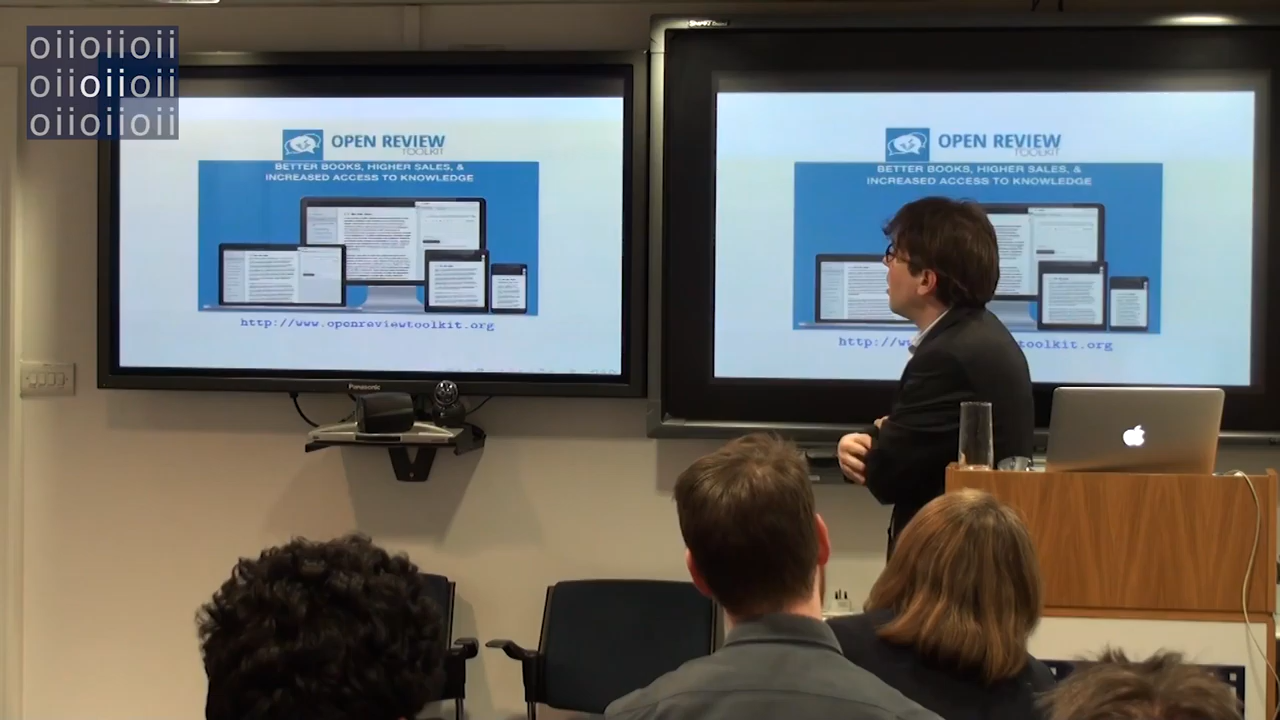 oiioiioii
oiioiioii
oiioiioii
OPEN REVIEW
TOOLKIT
BETTER BOOKS, HIGHER SALES, &
INCREASED ACCESS TO KNOWLEDGE
http://www.openreviewtoolkit.org
Panasonic
OPEN REVIEW
TOOLKIT
BETTER BOOKS, HIGHER SALES, &
INCREASED ACCESS TO KNOWLEDGE
http://w
toolkit.org